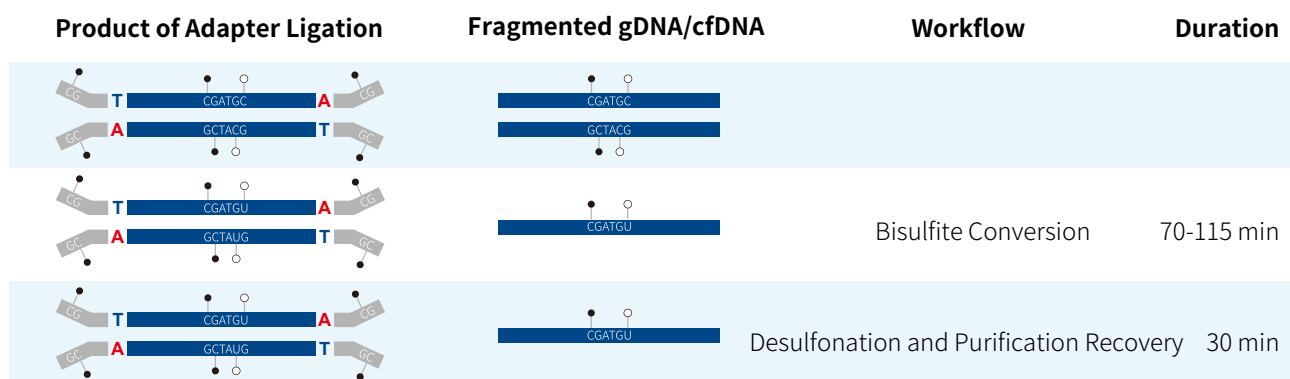 Product of Adapter Ligation Fragmented gDNA/cfDNA Workflow Duration
CG T CGATGC A CG CGATGC
GC A GCTACG T GC GCTACG
CG T CGATGU A CG CGATGU
GC A GCTAUG T GC
Bisulfite Conversion 70-115 min
CG T CGATGU A CG CGATGU
GC A GCTAUG T GC
Desulfonation and Purification Recovery 30 min